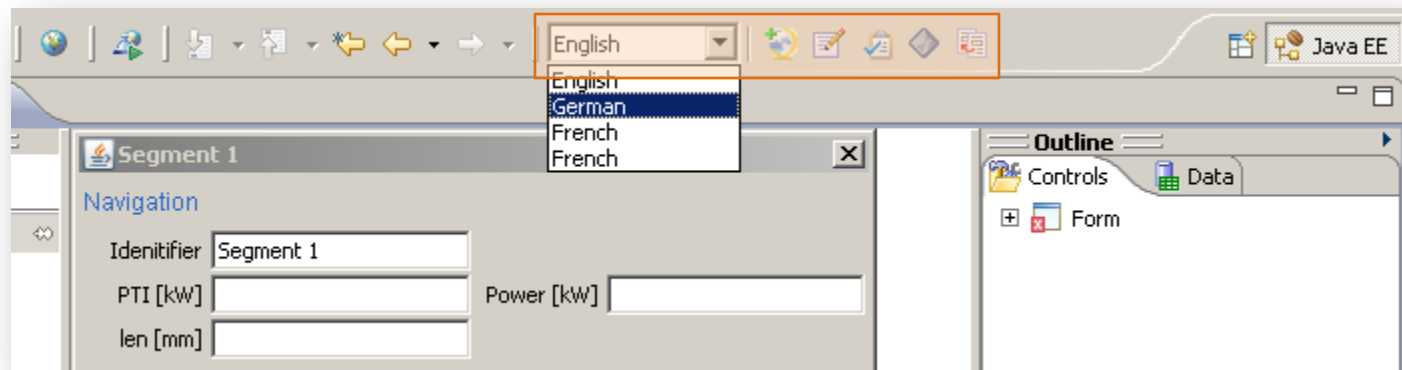 English
Java EE
English
German
French
French
Segment 1
Outline
Controls
Data
Navigation
Form
Idenitifier
Segment 1
PTI [kW]
Power [kW]
len [mm]